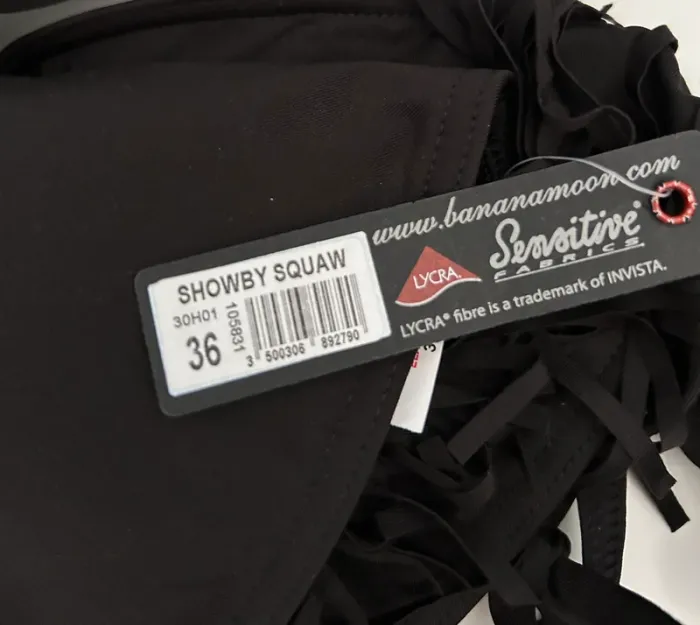 www.bananamoon.com
LYCRA.
Sensitive®
FABRICS
LYCRA® fibre is a trademark of INVISTA.
SHOWBY SQUAW
30H01
36
105831
3 500306 892790